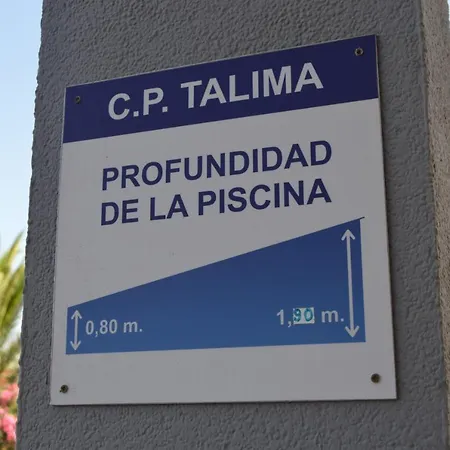 C.P. TALIMA
PROFUNDIDAD
DE LA PISCINA
0,80 m.
1,90 m.